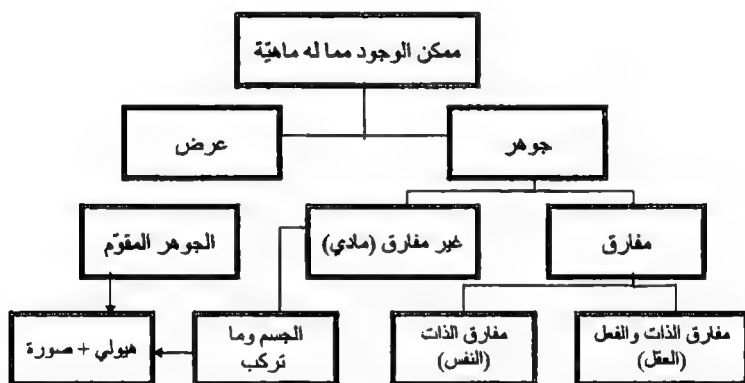 ممكن الوجود مما له ماهيّة
جوهر
عرض
مفارق
غير مفارق (مادي)
الجوهر المقوّم
مفارق الذات والفعل
(العقل)
مفارق الذات
(النفس)
الجسم وما
تركب
هيولي + صورة